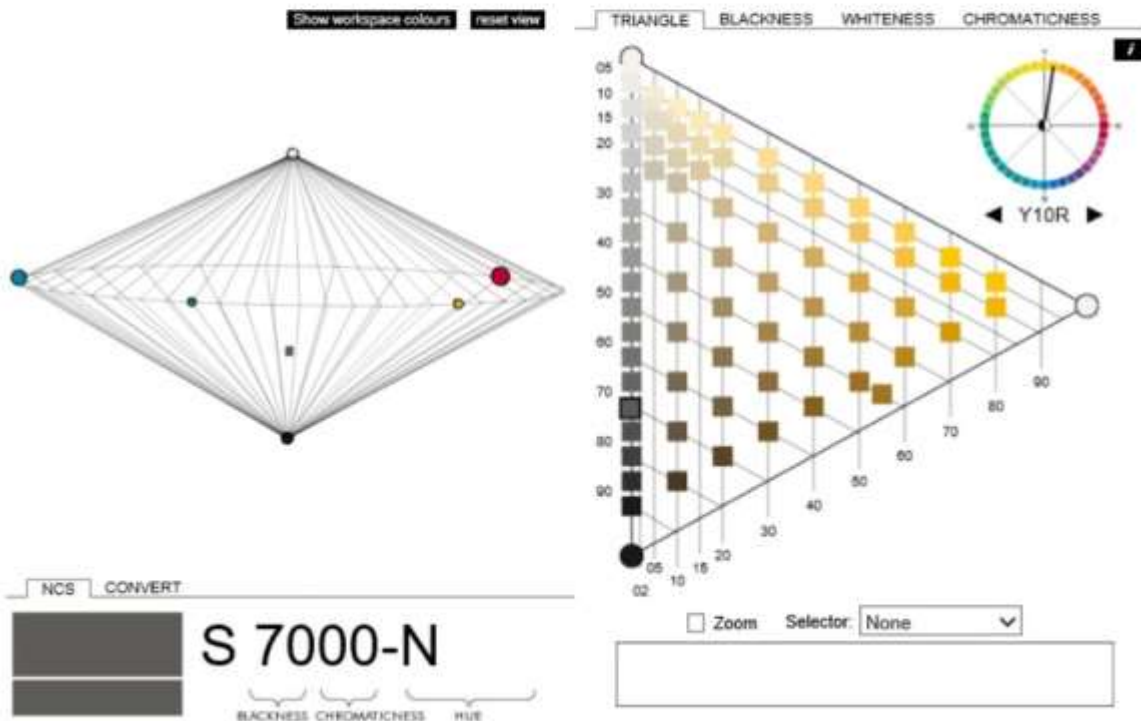 Show workspace colours reset view
TRIANGLE BLACKNESS WHITENESS CHROMATICNESS
i
05
10
15
20
30
40
50
60
70
80
90
Y10R
90
80
70
60
50
40
30
20
15
10
05
02
NCS CONVERT
S 7000-N
BLACKNESS CHROMATICNESS HUE
Zoom Selector: None